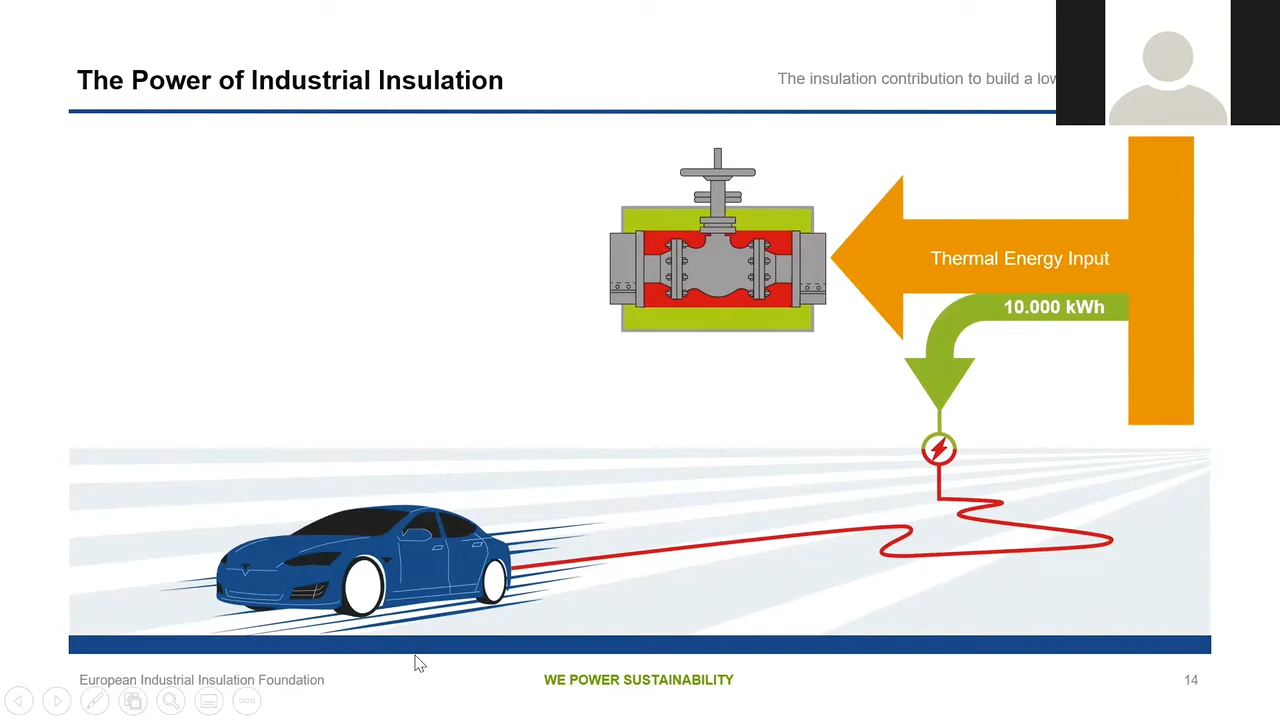 The Power of Industrial Insulation
The insulation contribution to build a low
Thermal Energy Input
10.000 kWh
European Industrial Insulation Foundation
WE POWER SUSTAINABILITY
14